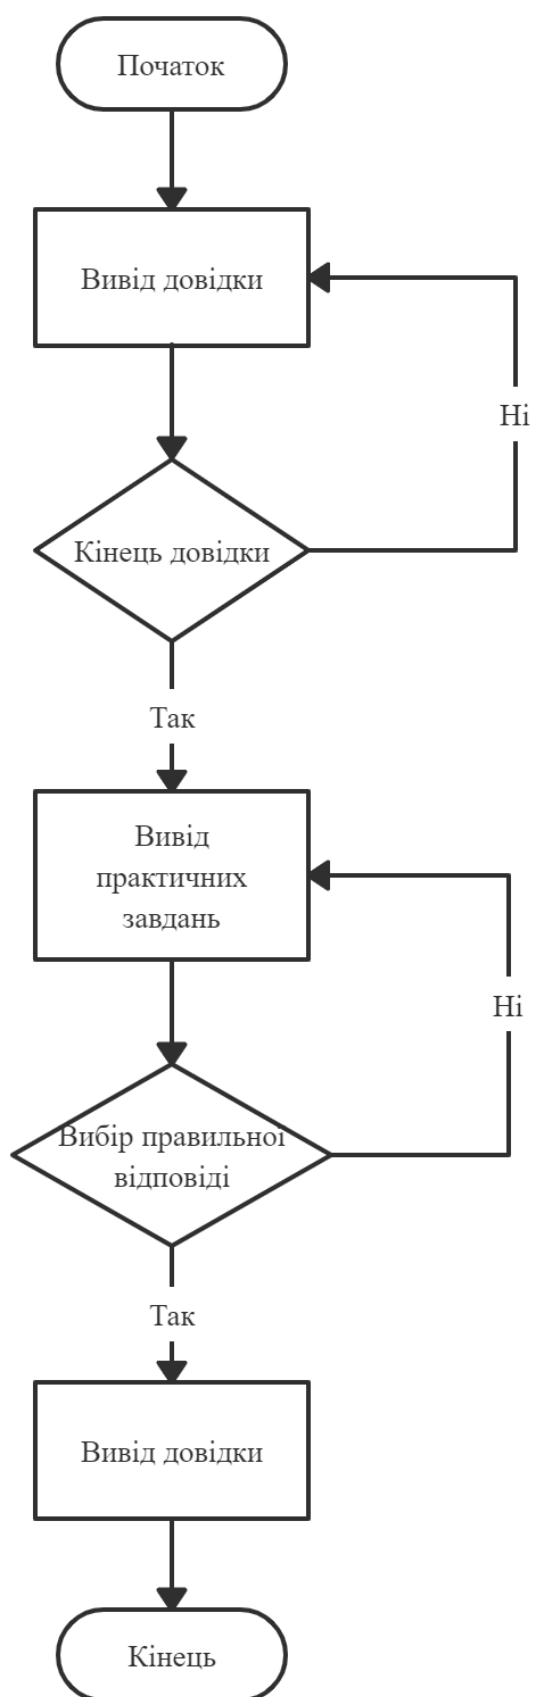 Початок
Вивід довідки
Ні
Кінець довідки
Так
Вивід
практичних
завдань
Ні
Вибір правильної
відповіді
Так
Вивід довідки
Кінець